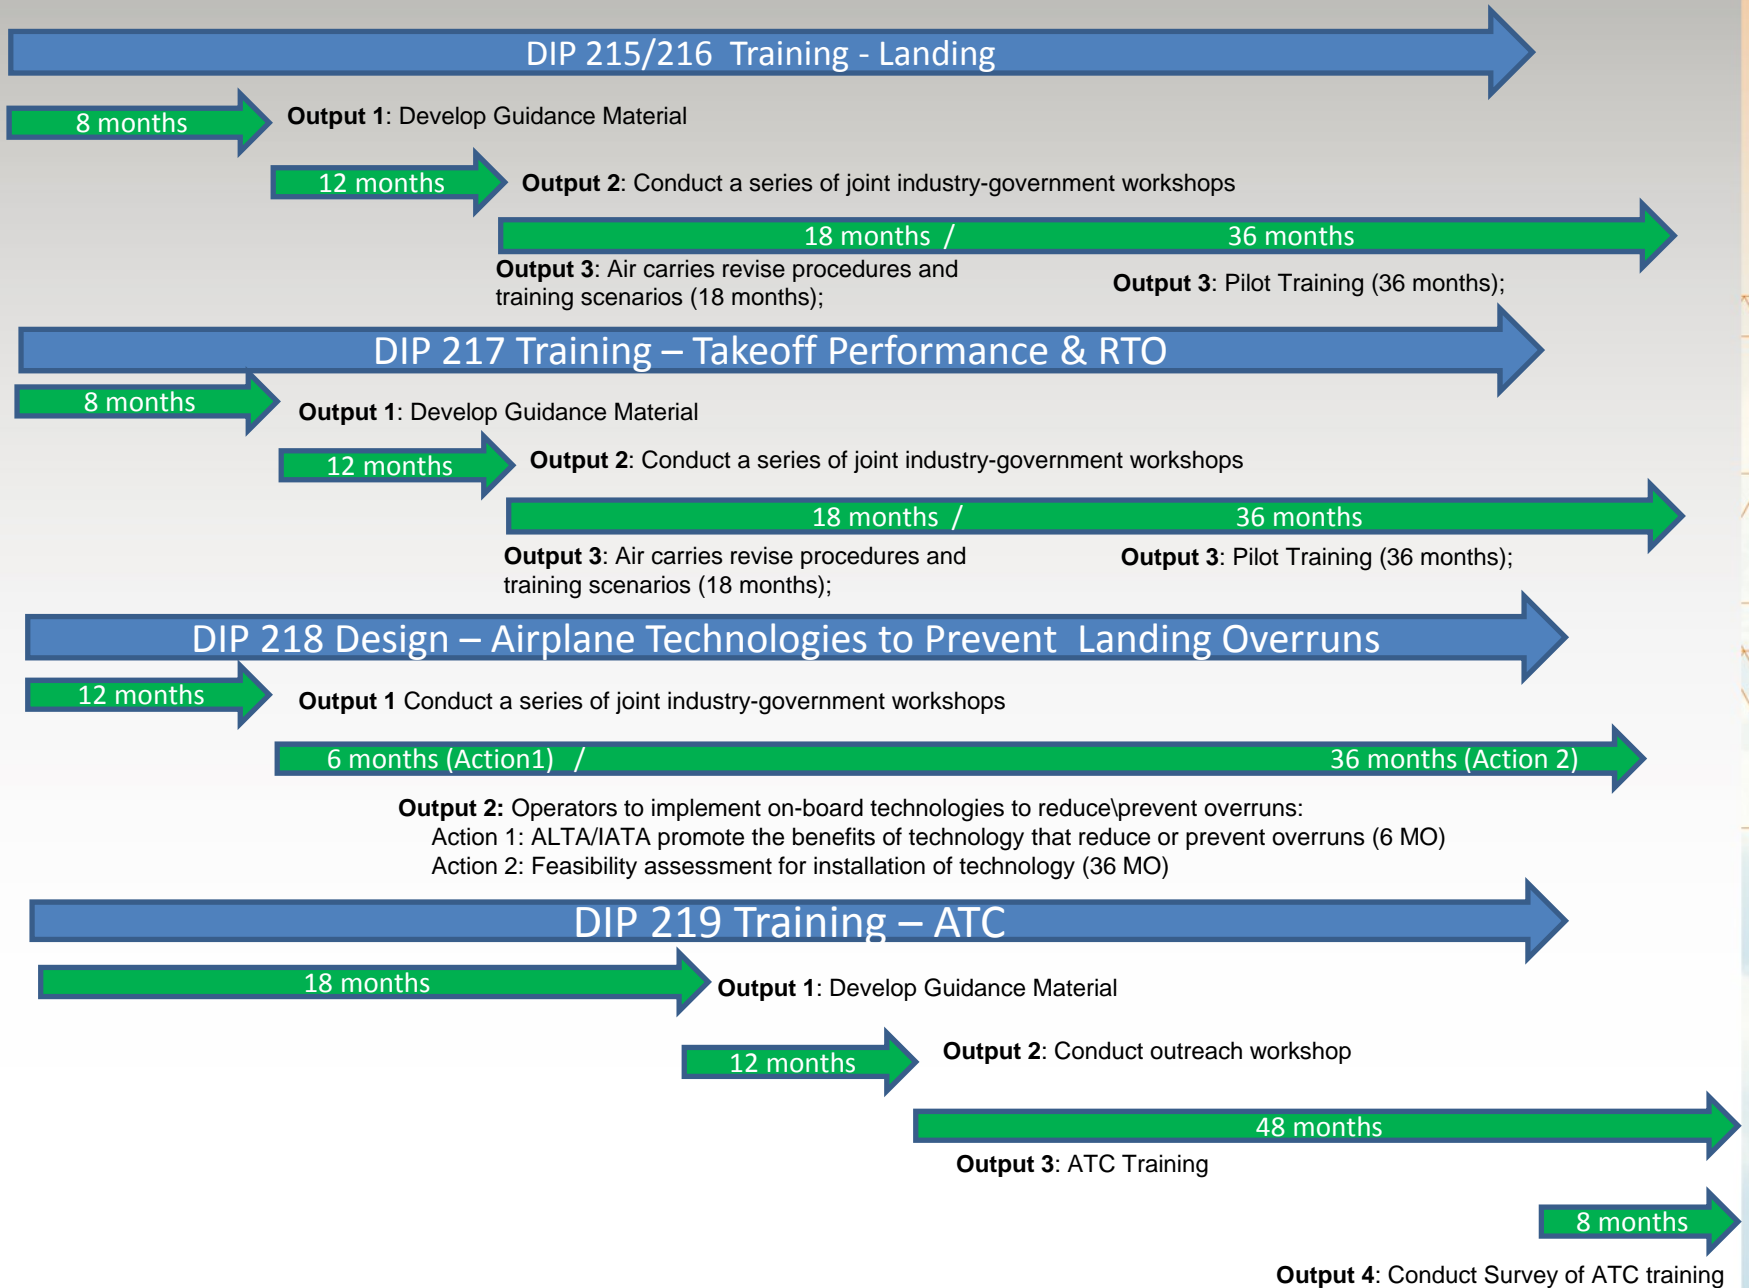 DIP 215/216  Training - Landing
8 months
Output 1: Develop Guidance Material
12 months
Output 2: Conduct a series of joint industry-government workshops
18 months  /
36 months
Output 3: Air carries revise procedures and
training scenarios (18 months);
Output 3: Pilot Training (36 months);
DIP 217 Training – Takeoff Performance & RTO
8 months
Output 1: Develop Guidance Material
12 months
Output 2: Conduct a series of joint industry-government workshops
18 months  /
36 months
Output 3: Air carries revise procedures and
training scenarios (18 months);
Output 3: Pilot Training (36 months);
DIP 218 Design – Airplane Technologies to Prevent  Landing Overruns
12 months
Output 1 Conduct a series of joint industry-government workshops
6 months (Action1)  /
36 months (Action 2)
Output 2: Operators to implement on-board technologies to reduce\prevent overruns:
Action 1: ALTA/IATA promote the benefits of technology that reduce or prevent overruns (6 MO)
Action 2: Feasibility assessment for installation of technology (36 MO)
DIP 219 Training – ATC
18 months
Output 1: Develop Guidance Material
12 months
Output 2: Conduct outreach workshop
48 months
Output 3: ATC Training
8 months
Output 4: Conduct Survey of ATC training